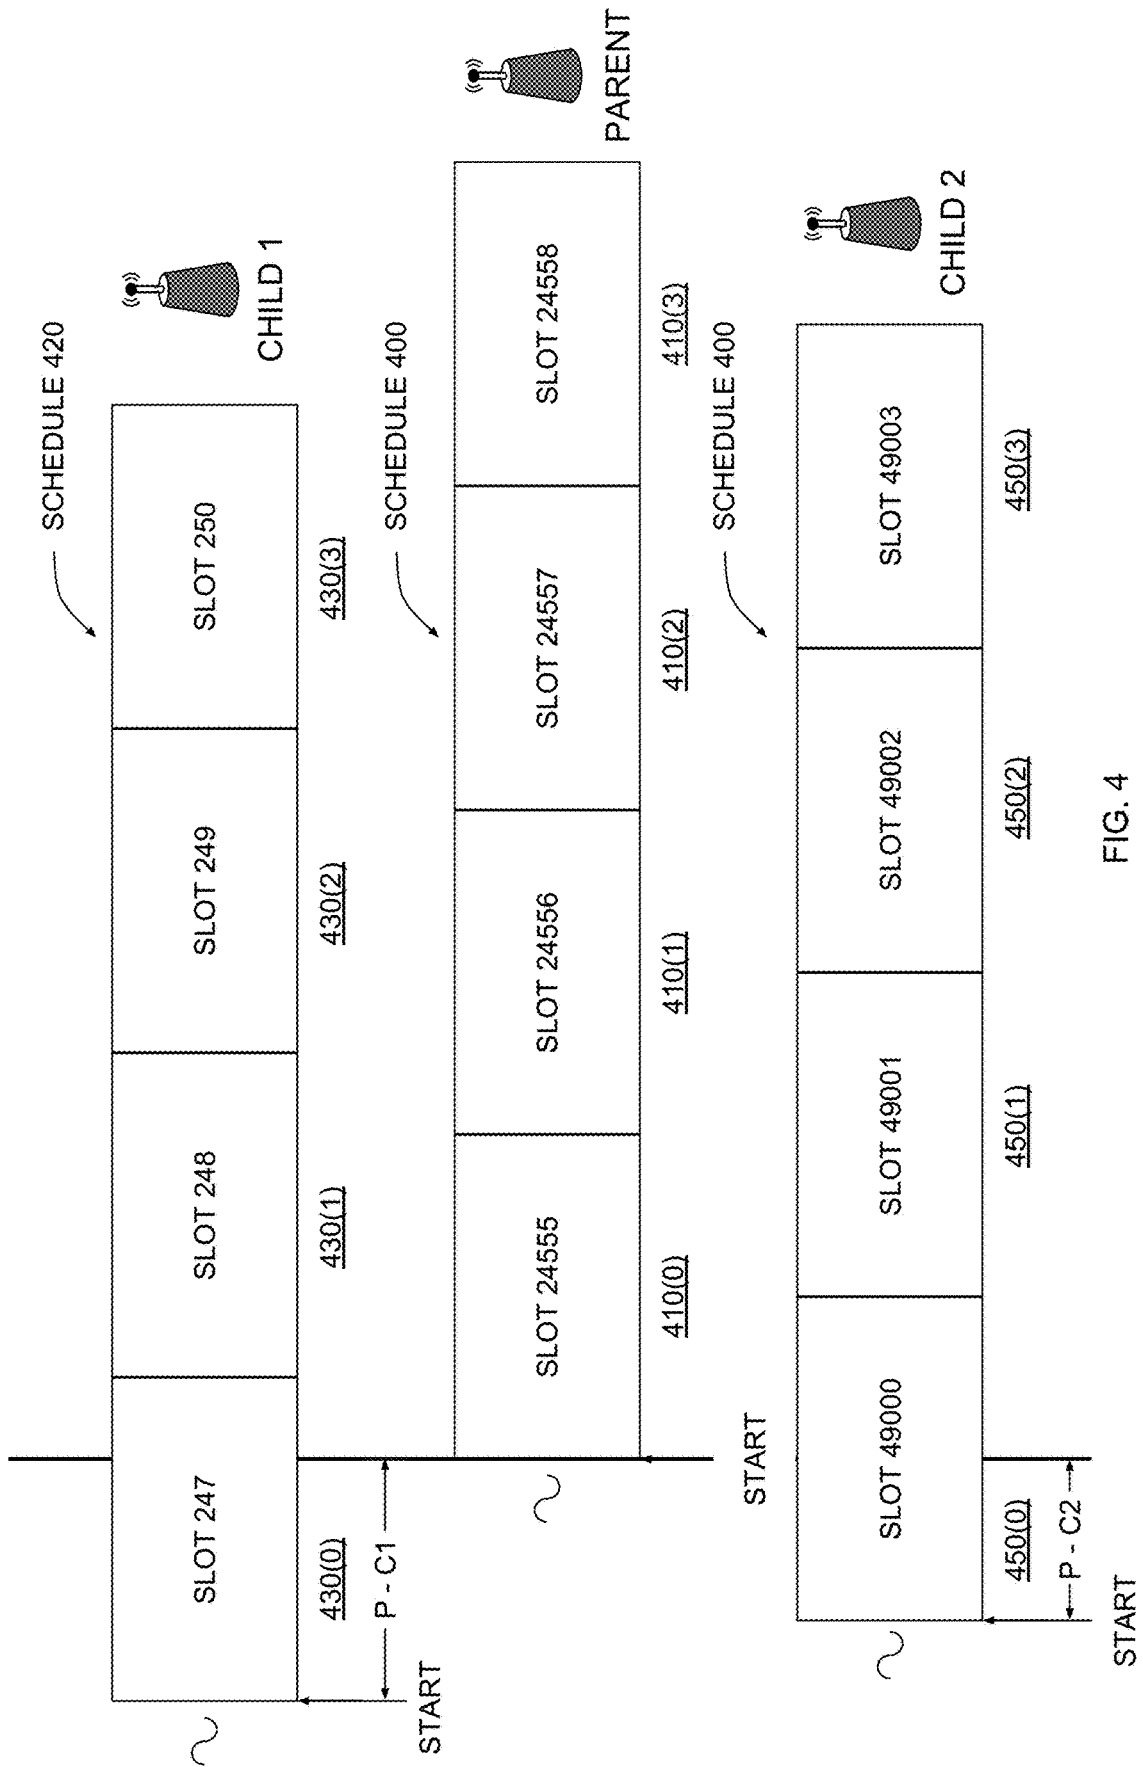 SCHEDULE 420
SLOT 247
SLOT 248
SLOT 249
SLOT 250
CHILD 1
430(0)
430(1)
430(2)
430(3)
P - C1
START
SCHEDULE 400
SLOT 24555
SLOT 24556
SLOT 24557
SLOT 24558
PARENT
410(0)
410(1)
410(2)
410(3)
START
SCHEDULE 400
SLOT 49000
SLOT 49001
SLOT 49002
SLOT 49003
CHILD 2
450(0)
450(1)
450(2)
450(3)
P - C2
START
FIG. 4